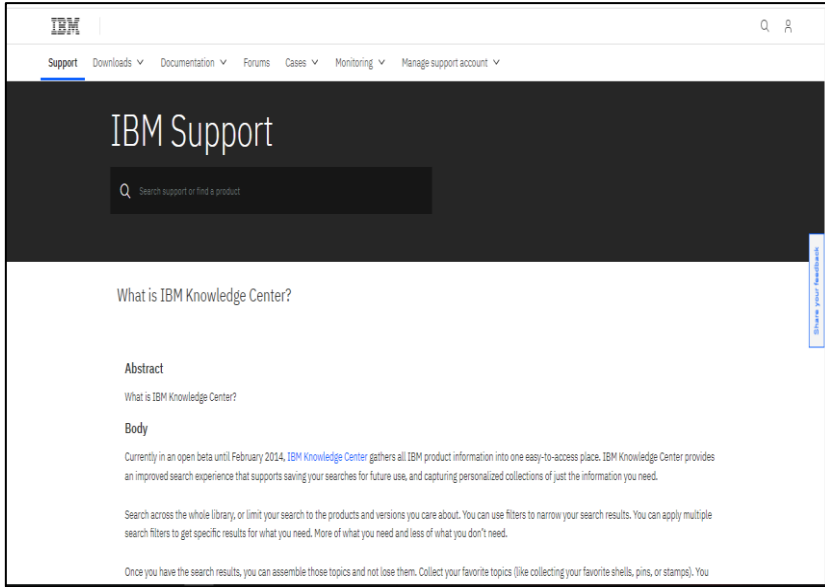 IBM
Support Downloads Documentation Forums Cases Monitoring Manage support account
IBM Support
Search support or find a product
Share your feedback
What is IBM Knowledge Center?
Abstract
What is IBM Knowledge Center?
Body
Currently in an open beta until February 2014, IBM Knowledge Center gathers all IBM product information into one easy-to-access place. IBM Knowledge Center provides
an improved search experience that supports saving your searches for future use, and capturing personalized collections of just the information you need.
Search across the whole library, or limit your search to the products and versions you care about. You can use filters to narrow your search results. You can apply multiple
search filters to get specific results for what you need. More of what you need and less of what you don't need.
Once you have the search results, you can assemble those topics and not lose them. Collect your favorite topics (like collecting your favorite shells, pins, or stamps). You